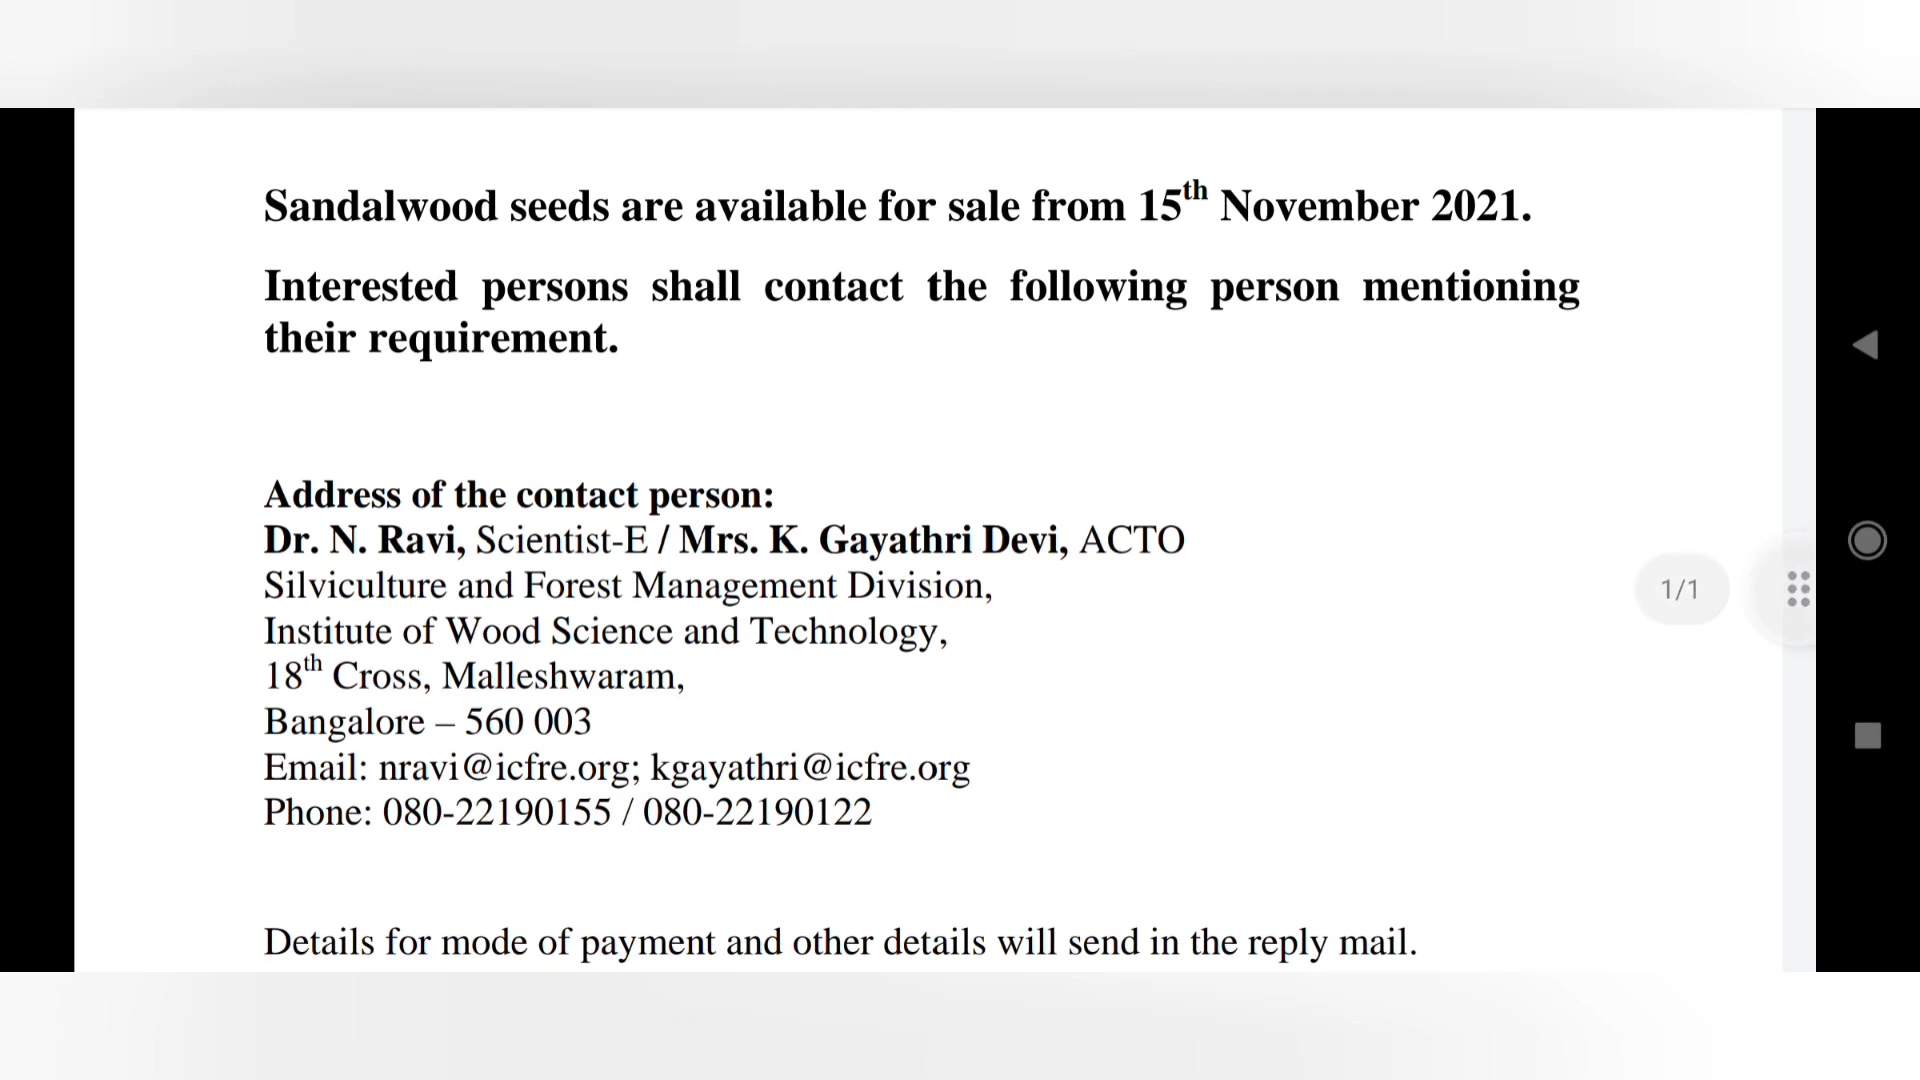 Sandalwood seeds are available for sale from 15th November 2021.
Interested persons shall contact the following person mentioning
their requirement.
Address of the contact person:
Dr. N. Ravi, Scientist-E / Mrs. K. Gayathri Devi, ACTO
Silviculture and Forest Management Division,
Institute of Wood Science and Technology,
18th Cross, Malleshwaram,
Bangalore – 560 003
Email: nravi@icfre.org; kgayathri@icfre.org
Phone: 080-22190155 / 080-22190122
Details for mode of payment and other details will send in the reply mail.
1/1